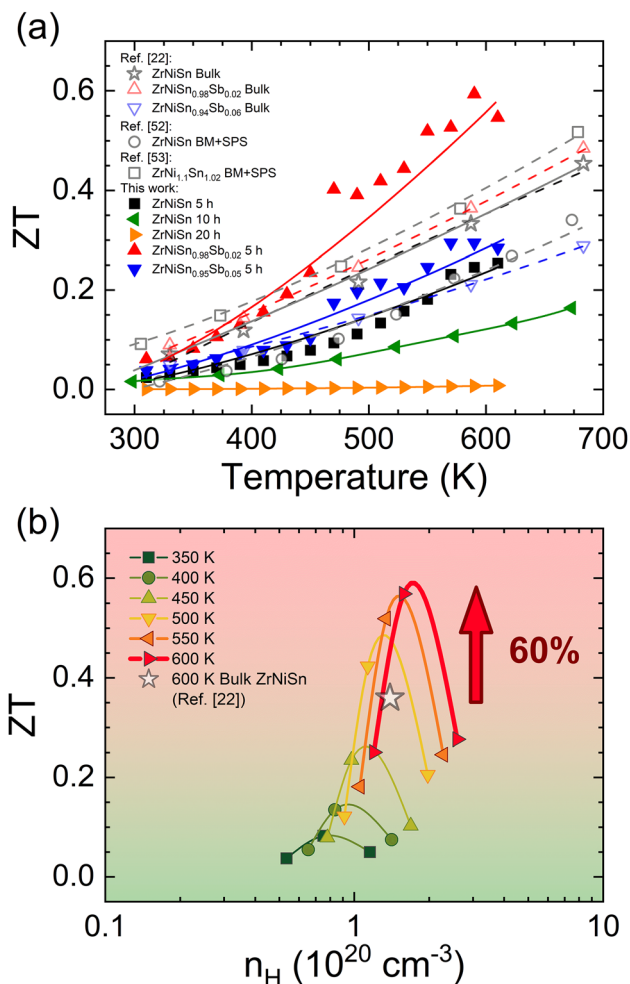 (a)
ZT
0.6
0.4
0.2
0.0
Ref. [22]:
ZrNiSn Bulk
ZrNiSn0.98Sb0.02 Bulk
ZrNiSn0.94Sb0.06 Bulk
Ref. [52]:
ZrNiSn BM+SPS
Ref. [53]:
ZrNi1.1Sn1.02 BM+SPS
This work:
ZrNiSn 5 h
ZrNiSn 10 h
ZrNiSn 20 h
ZrNiSn0.98Sb0.02 5 h
ZrNiSn0.95Sb0.05 5 h
300 400 500 600 700
Temperature (K)
(b)
ZT
0.6
0.4
0.2
0.0
350 K
400 K
450 K
500 K
550 K
600 K
600 K Bulk ZrNiSn
(Ref. [22])
60%
0.1 1 10
nH (10²⁰ cm⁻³)